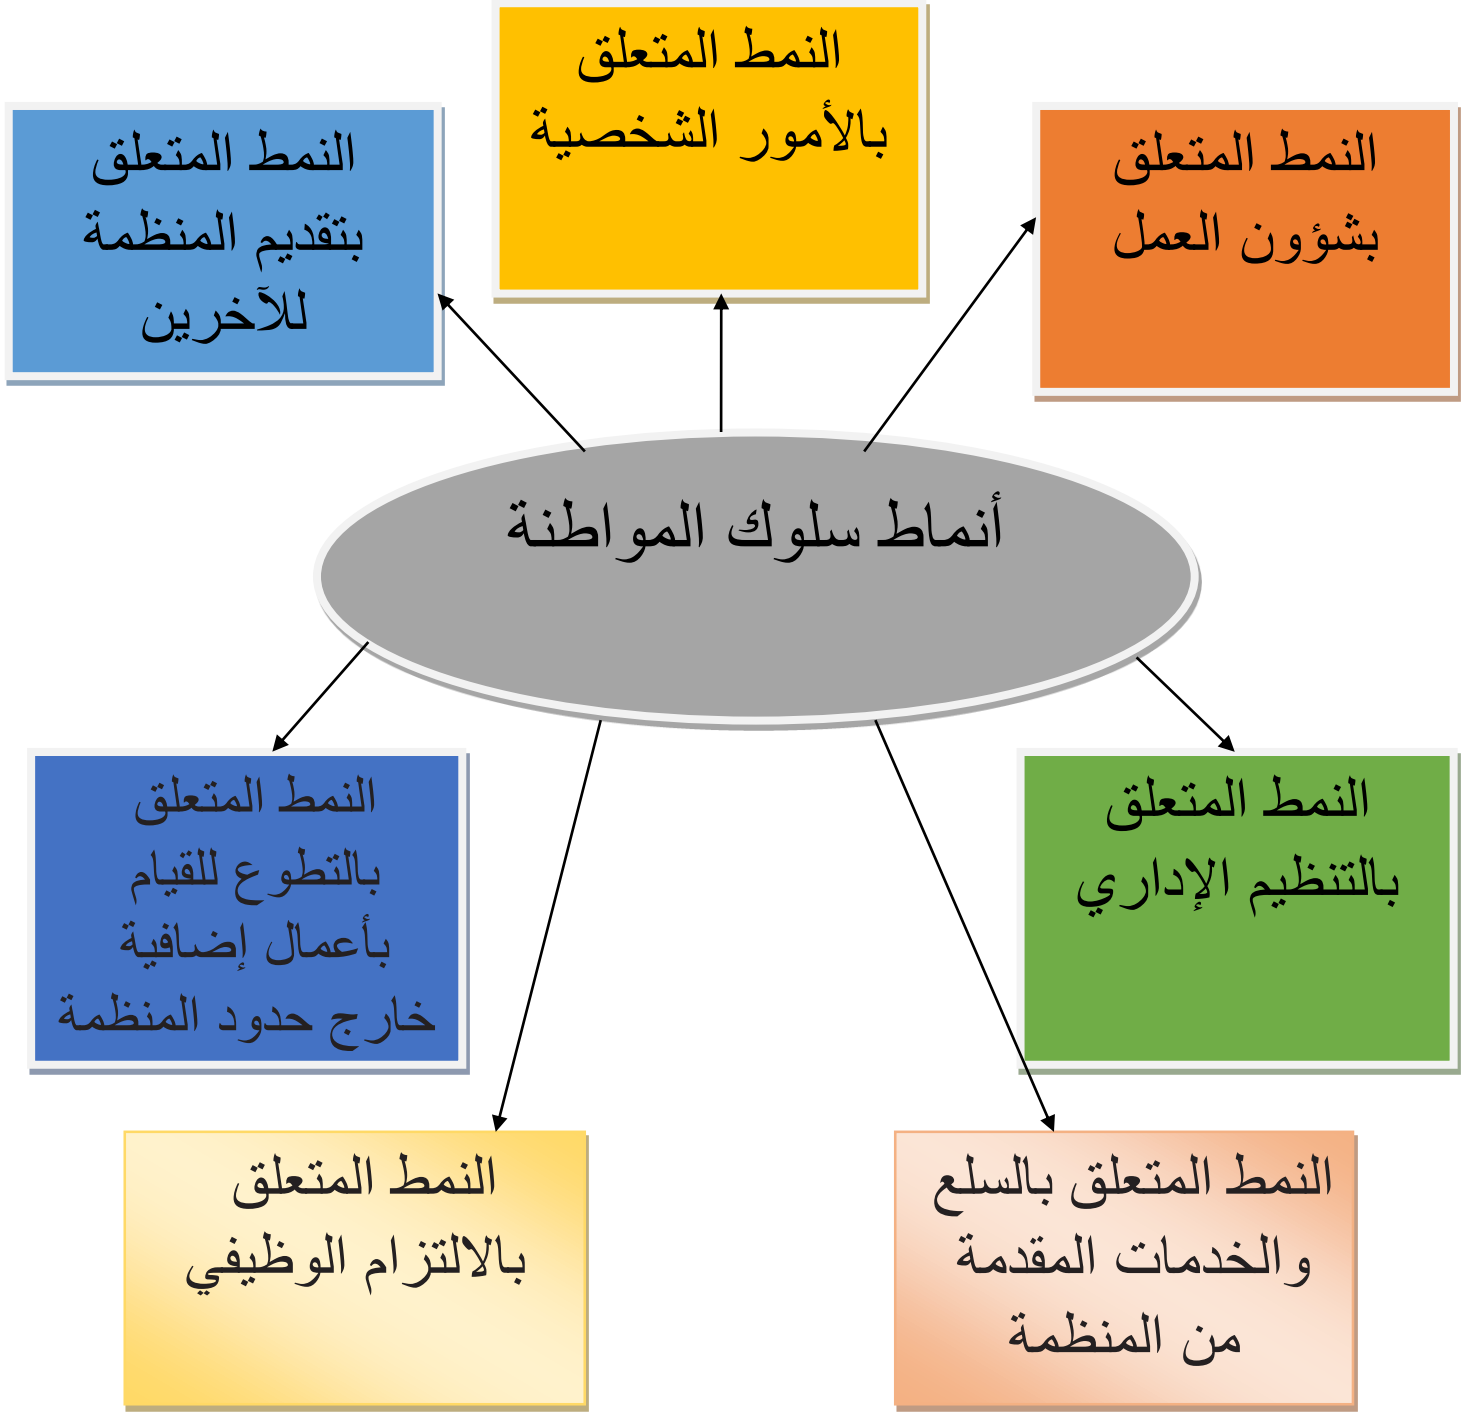 النمط المتعلق
بالأمور الشخصية
النمط المتعلق
بشؤون العمل
النمط المتعلق
بتقديم المنظمة
للآخرين
أنماط سلوك المواطنة
النمط المتعلق
بالتنظيم الإداري
النمط المتعلق
بالتطوع للقيام
بأعمال إضافية
خارج حدود المنظمة
النمط المتعلق بالسلع
والخدمات المقدمة
من المنظمة
النمط المتعلق
بالالتزام الوظيفي